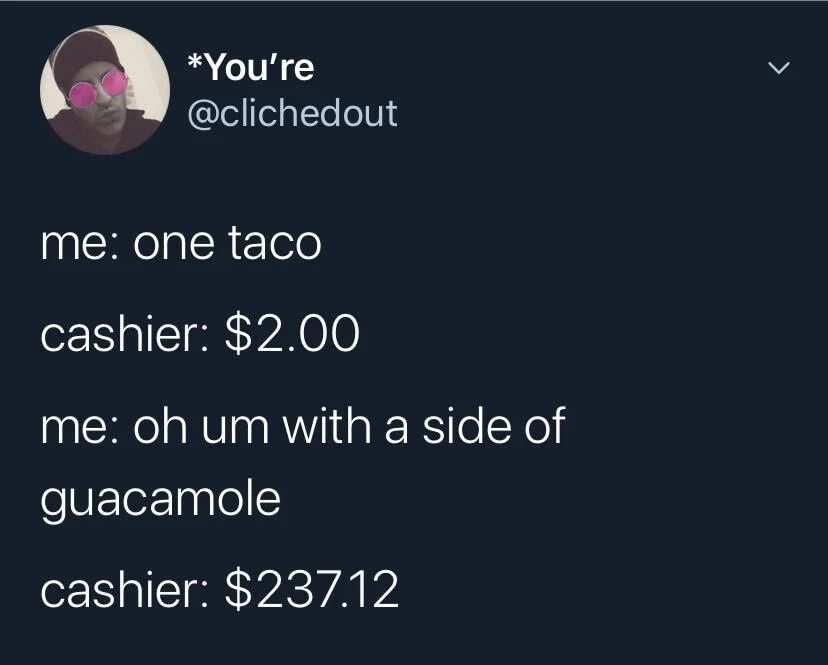 *You’re
@clichedout
me: one taco
cashier: $2.00
me: oh um with a side of
guacamole
cashier: $237.12